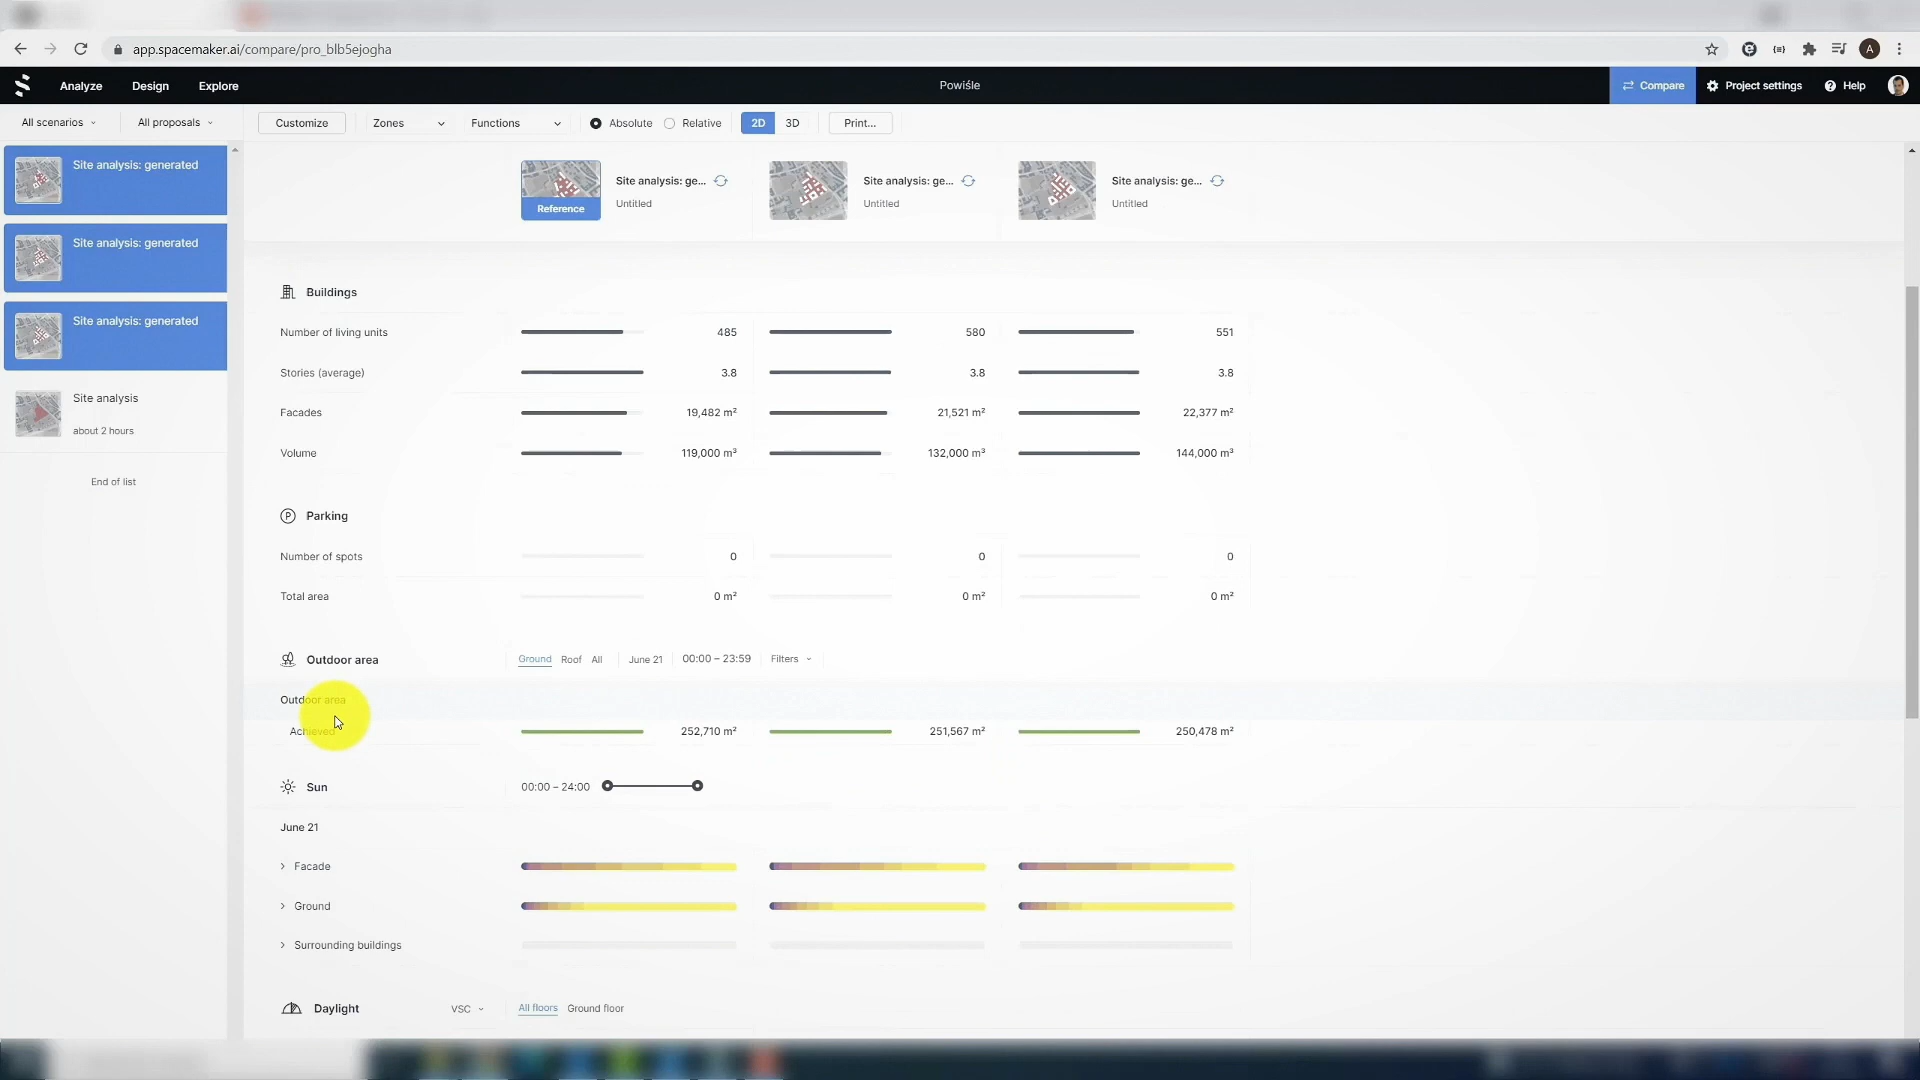 app.spacemaker.ai/compare/pro_blb5ejogha
A
Analyze Design Explore Powiśle Compare Project settings Help
All scenarios All proposals Customize Zones Functions Absolute Relative 2D 3D Print...
Site analysis: generated
Site analysis: generated
Site analysis: generated
Site analysis
about 2 hours
End of list
Reference
Site analysis: ge...
Untitled
Site analysis: ge...
Untitled
Site analysis: ge...
Untitled
Buildings
Number of living units 485 580 551
Stories (average) 3.8 3.8 3.8
Facades 19,482 m² 21,521 m² 22,377 m²
Volume 119,000 m³ 132,000 m³ 144,000 m³
P Parking
Number of spots 0 0 0
Total area 0 m² 0 m² 0 m²
Outdoor area Ground Roof All June 21 00:00 – 23:59 Filters
Outdoor area
Achieved 252,710 m² 251,567 m² 250,478 m²
Sun 00:00 – 24:00
June 21
Facade
Ground
Surrounding buildings
Daylight VSC All floors Ground floor